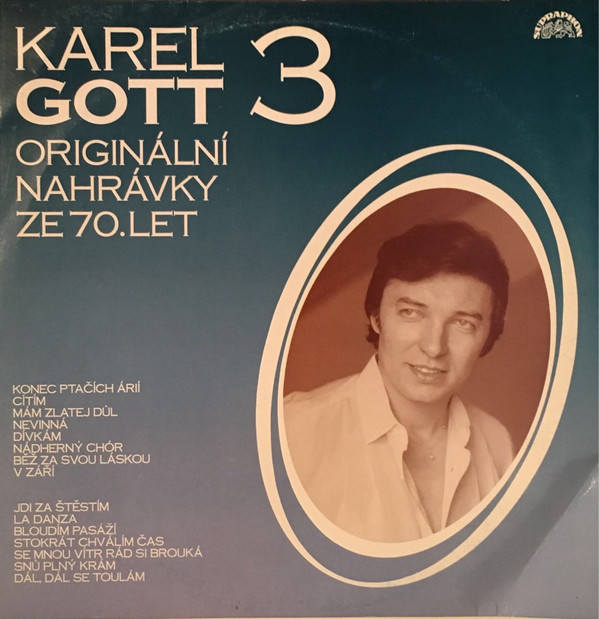 KAREL
GOTT 3
ORIGINÁLNÍ
NAHRÁVKY
ZE 70.LET
SUPRAPHON
KONEC PTAČÍCH ÁRIÍ
CÍTÍM
MÁM ZLATEJ DŮL
NEVINNÁ
DÍVKÁM
NÁDHERNÝ CHÓR
BĚŽ ZA SVOU LÁSKOU
V ZÁŘÍ
JDI ZA ŠTĚSTÍM
LA DANZA
BLOUDÍM PASÁŽÍ
STOKRÁT CHVÁLÍM ČAS
SE MNOU VÍTR RÁD SI BROUKÁ
SNŮ PLNÝ KRÁM
DÁL, DÁL SE TOULÁM